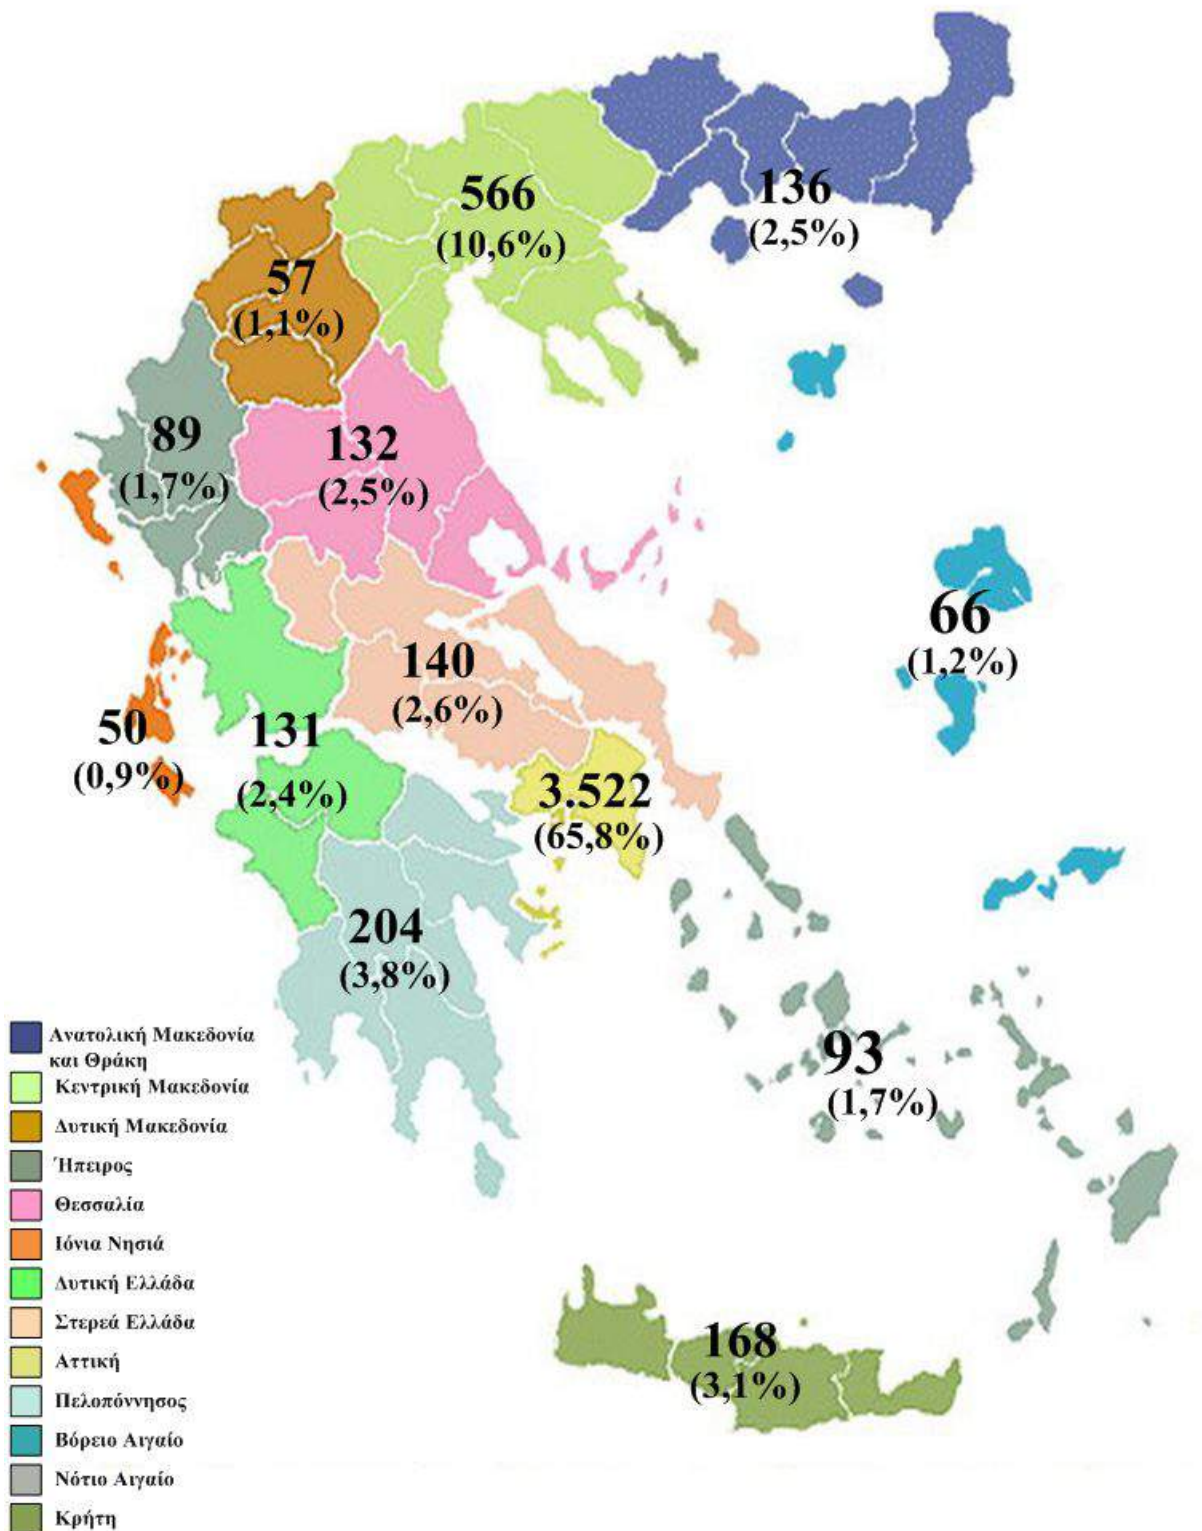 136
(2,5%)
566
(10,6%)
57
(1,1%)
89
(1,7%)
132
(2,5%)
66
(1,2%)
140
(2,6%)
50
(0,9%)
131
(2,4%)
3.522
(65,8%)
204
(3,8%)
93
(1,7%)
168
(3,1%)
Ανατολική Μακεδονία
και Θράκη
Κεντρική Μακεδονία
Δυτική Μακεδονία
Ήπειρος
Θεσσαλία
Ιόνια Νησιά
Δυτική Ελλάδα
Στερεά Ελλάδα
Αττική
Πελοπόννησος
Βόρειο Αιγαίο
Νότιο Αιγαίο
Κρήτη